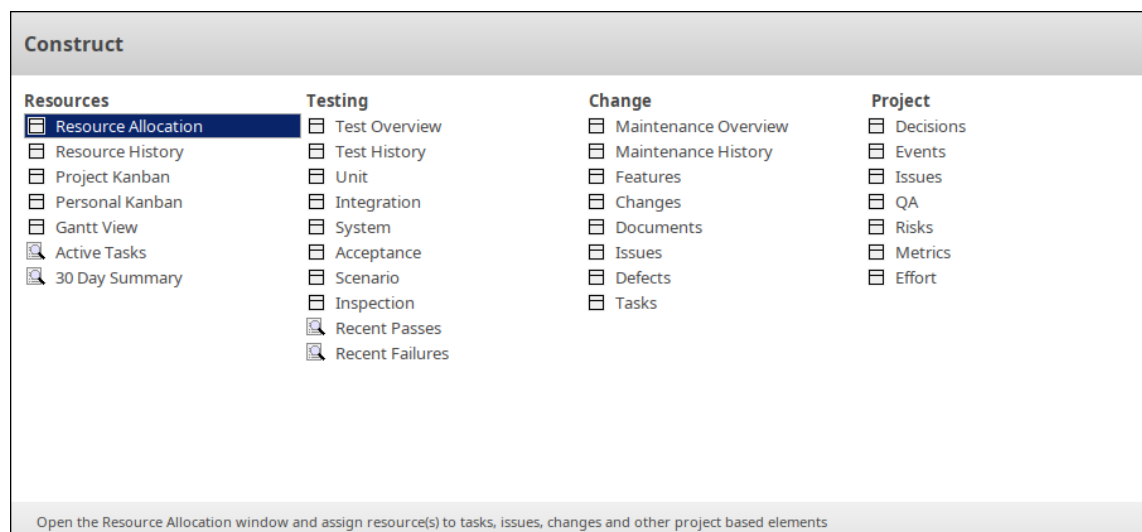 Construct
Resources
Resource Allocation
Resource History
Project Kanban
Personal Kanban
Gantt View
Active Tasks
30 Day Summary
Testing
Test Overview
Test History
Unit
Integration
System
Acceptance
Scenario
Inspection
Recent Passes
Recent Failures
Change
Maintenance Overview
Maintenance History
Features
Changes
Documents
Issues
Defects
Tasks
Project
Decisions
Events
Issues
QA
Risks
Metrics
Effort
Open the Resource Allocation window and assign resource(s) to tasks, issues, changes and other project based elements